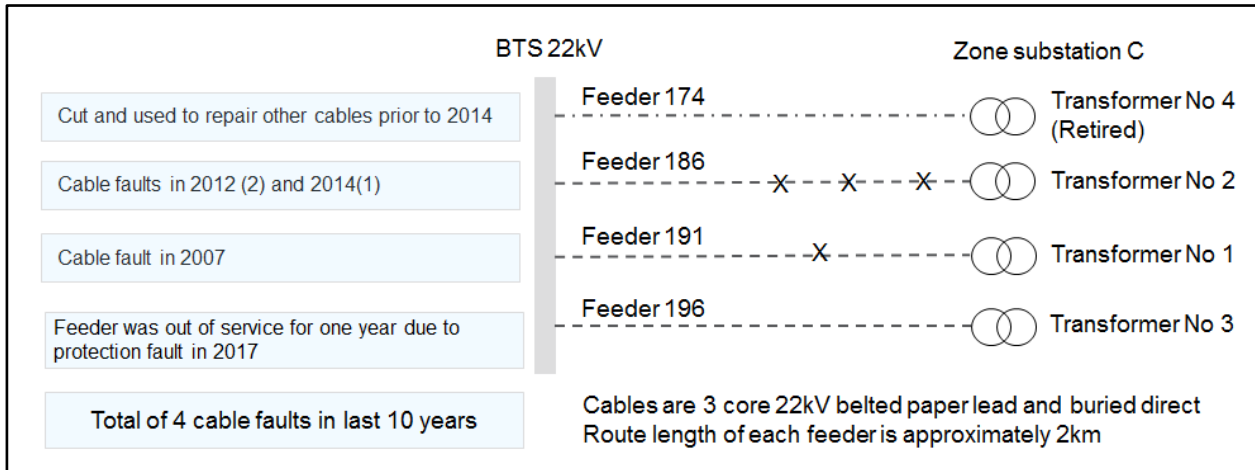 BTS 22kV
Zone substation C
Cut and used to repair other cables prior to 2014
Feeder 174
Transformer No 4
(Retired)
Cable faults in 2012 (2) and 2014(1)
Feeder 186
X X X
Transformer No 2
Cable fault in 2007
Feeder 191
X
Transformer No 1
Feeder was out of service for one year due to
protection fault in 2017
Feeder 196
Transformer No 3
Total of 4 cable faults in last 10 years
Cables are 3 core 22kV belted paper lead and buried direct
Route length of each feeder is approximately 2km